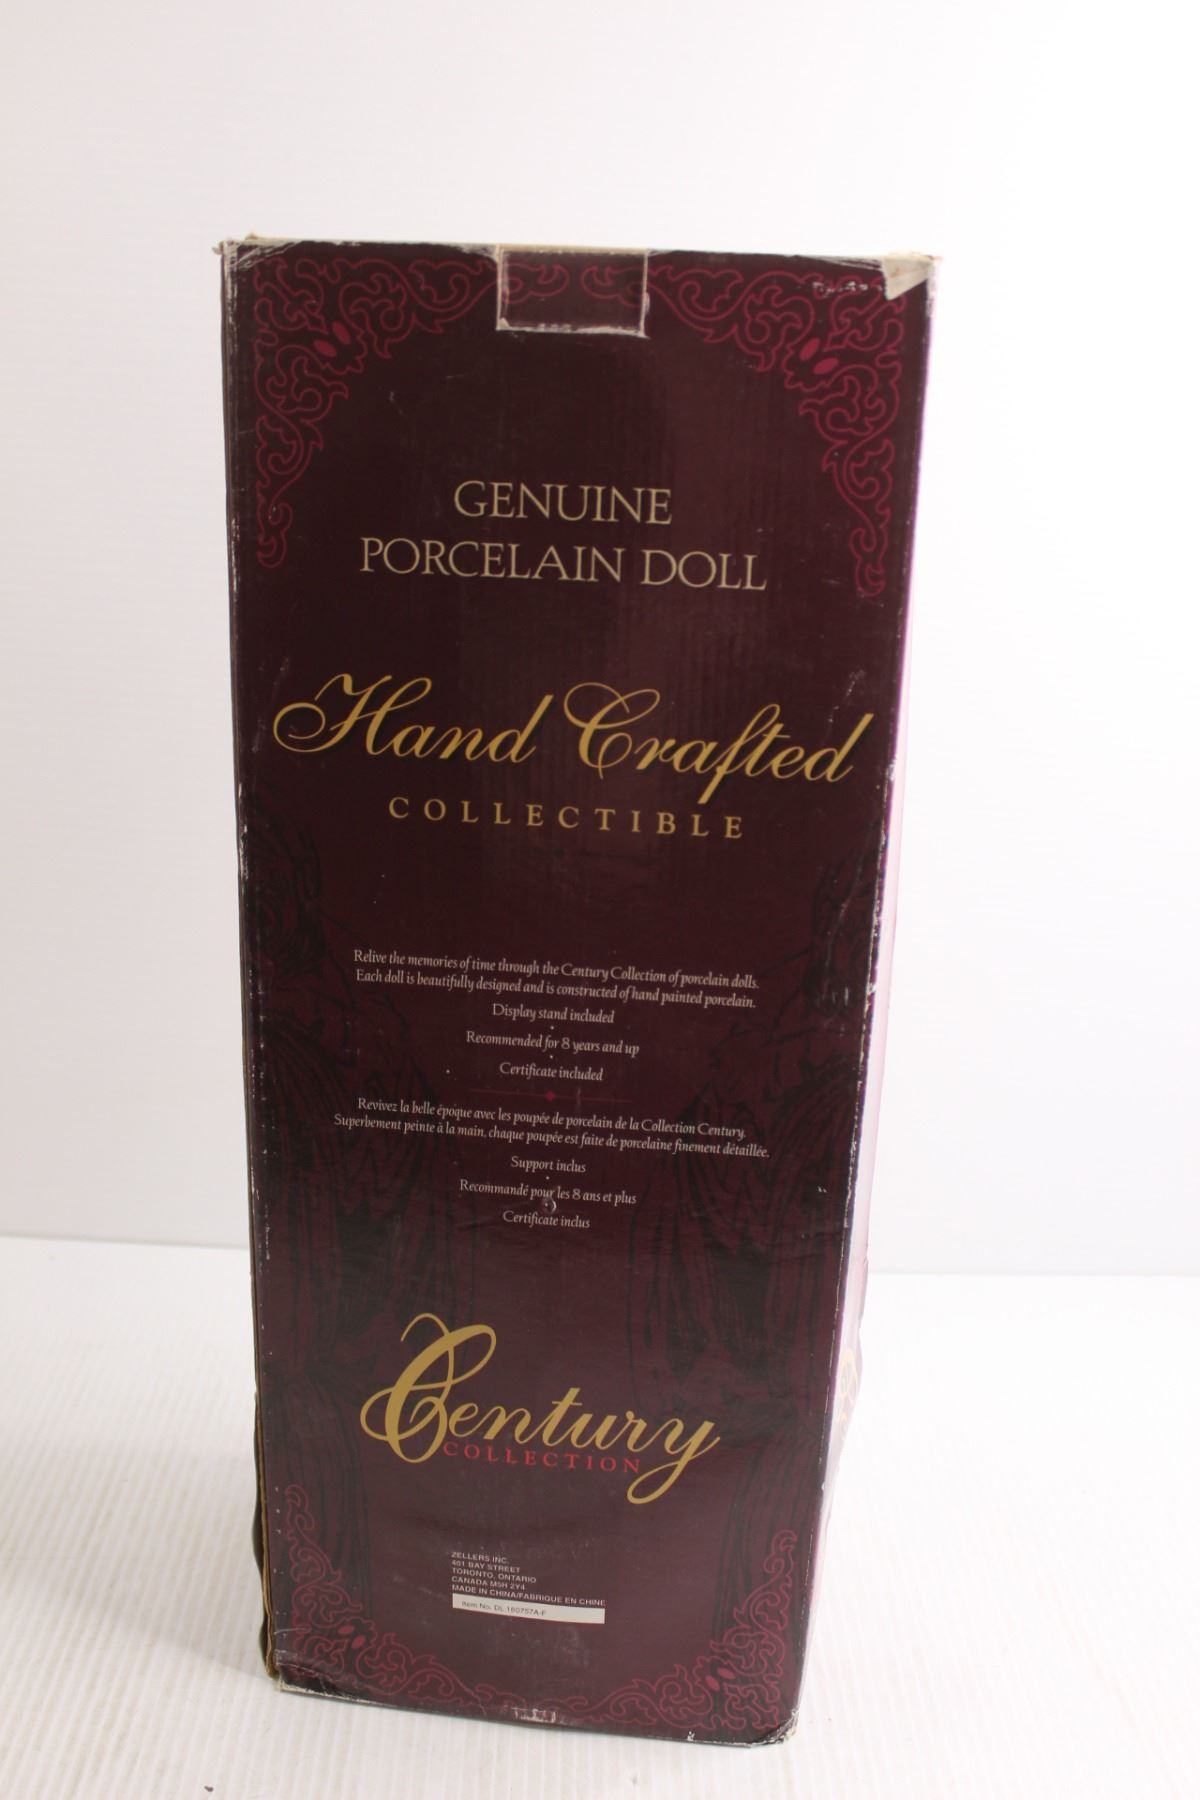 GENUINE
PORCELAIN DOLL
Hand Crafted
COLLECTIBLE
Relive the memories of time through the Century Collection of porcelain dolls.
Each doll is beautifully designed and is constructed of hand painted porcelain.
Display stand included
Recommended for 8 years and up
Certificate included
Revivez la belle époque avec les poupée de porcelain de la Collection Century.
Superbement peinte à la main, chaque poupée est faite de porcelaine finement détaillée.
Support inclus
Recommandé pour les 8 ans et plus
Certificate inclus
Century
COLLECTION
ZELLERS INC.
401 BAY STREET
TORONTO, ONTARIO
CANADA M5H 2Y4
MADE IN CHINA/FABRIQUE EN CHINE
Item No. DL 180757A-F